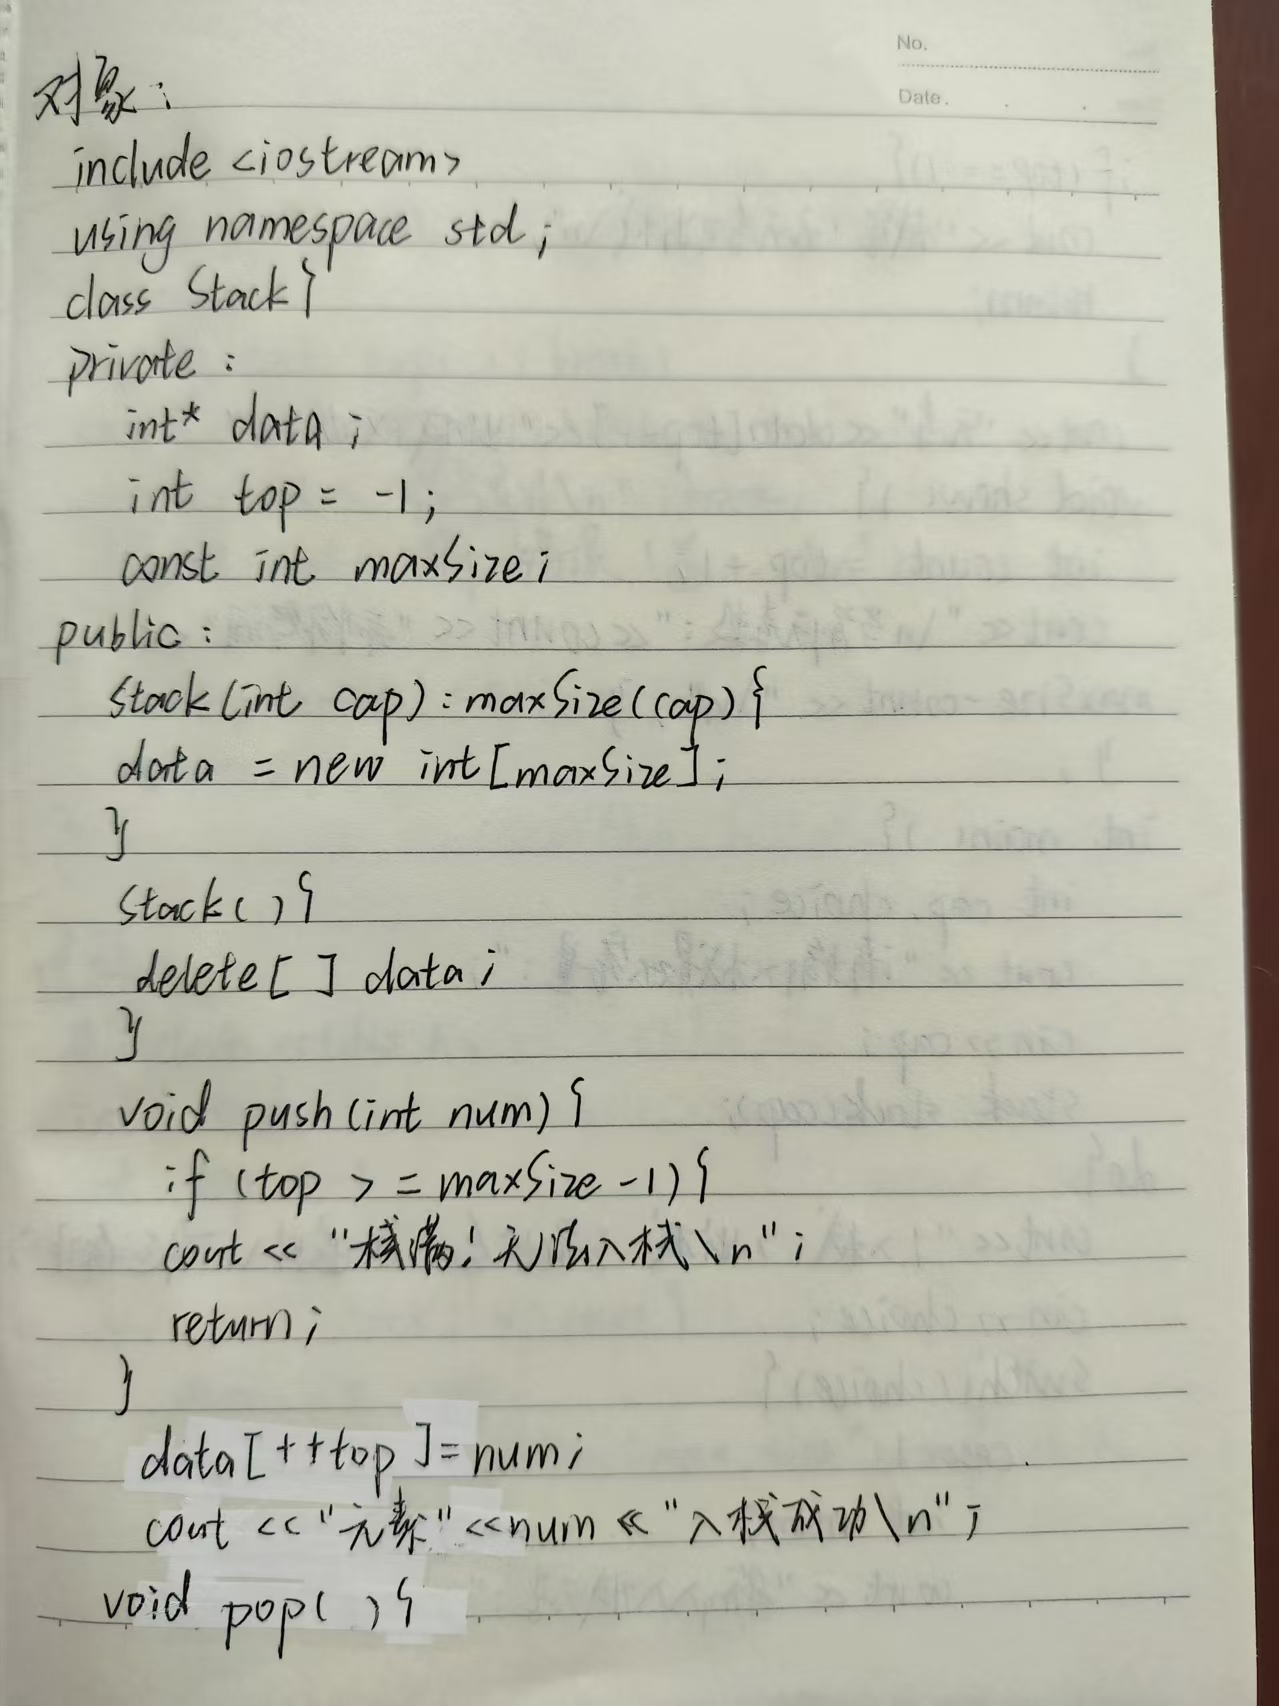 No.
Date.
对象:
include <iostream>
using namespace std;
class Stack{
private:
int* data;
int top = -1;
const int maxSize;
public:
Stack(int cap):maxSize(cap){
data = new int[maxSize];
}
Stack(){
delete[ ] data;
}
void push(int num){
if (top >= maxSize -1){
cout << "栈满!无法入栈\n";
return;
}
data[++top]=num;
cout <<"元素"<<num << "入栈成功\n";
void pop( ){